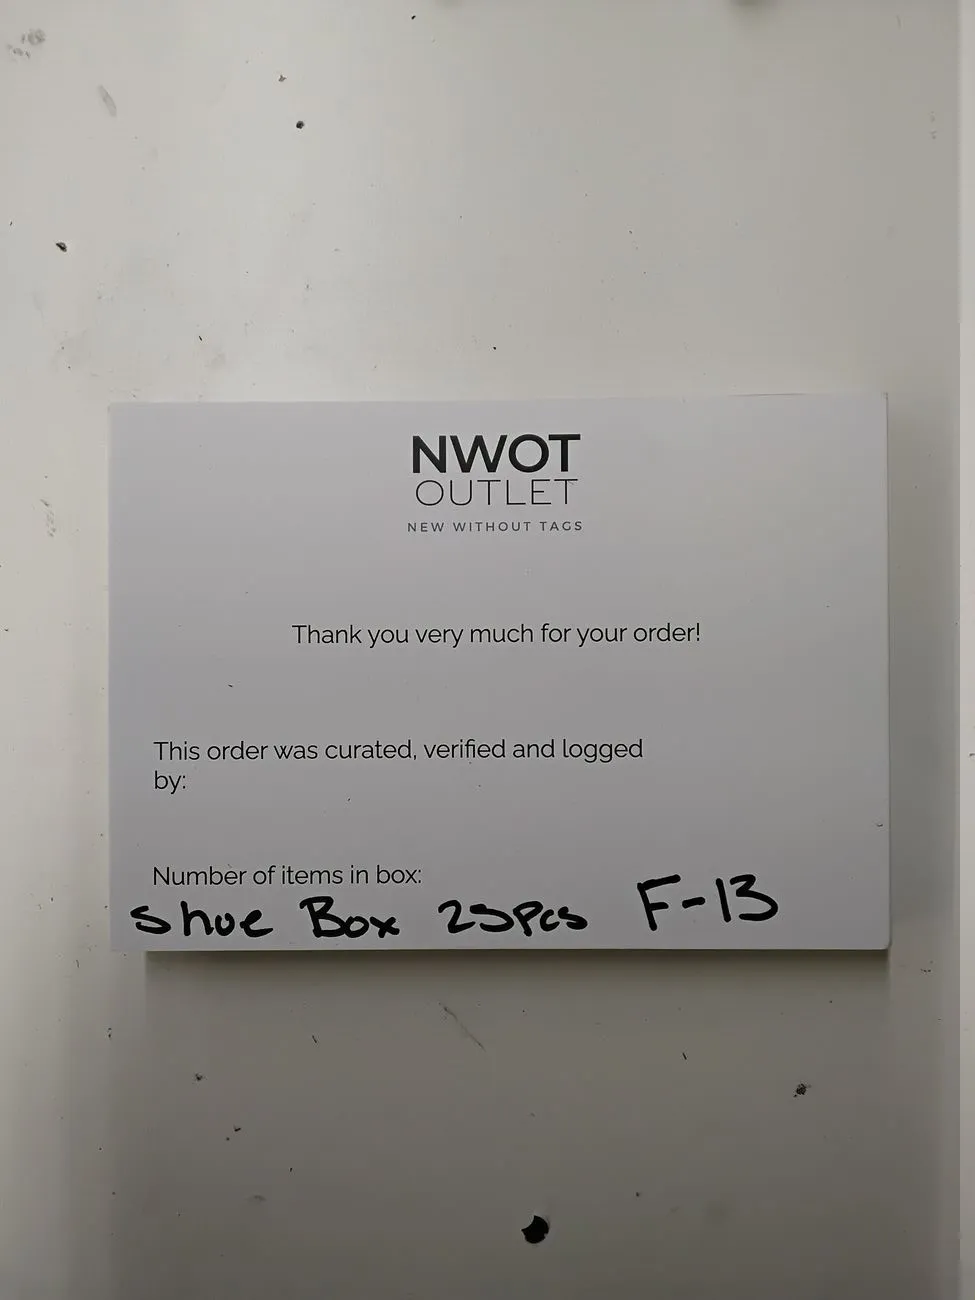 NWOT
OUTLET
NEW WITHOUT TAGS
Thank you very much for your order!
This order was curated, verified and logged
by:
Number of items in box:
Shoe Box 25Pcs F-13